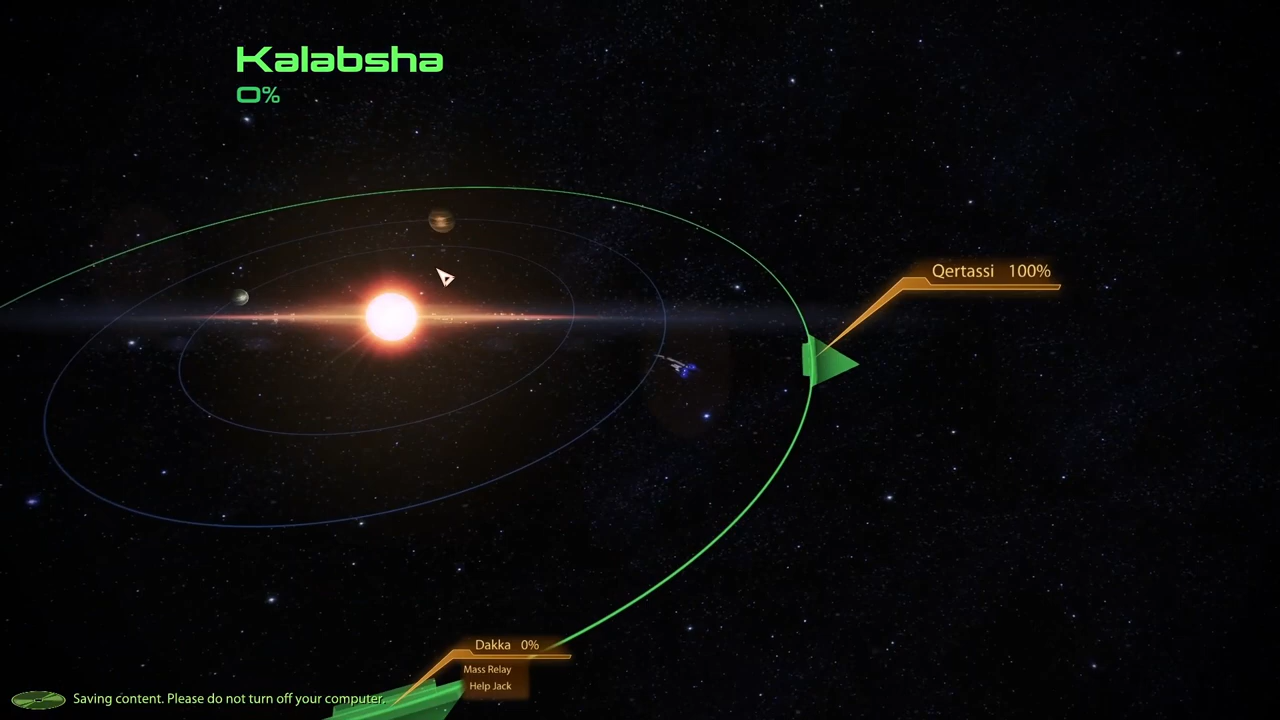 Kalabsha
0%
Qertassi 100%
Dakka 0%
Mass Relay
Help Jack
Saving content. Please do not turn off your computer.